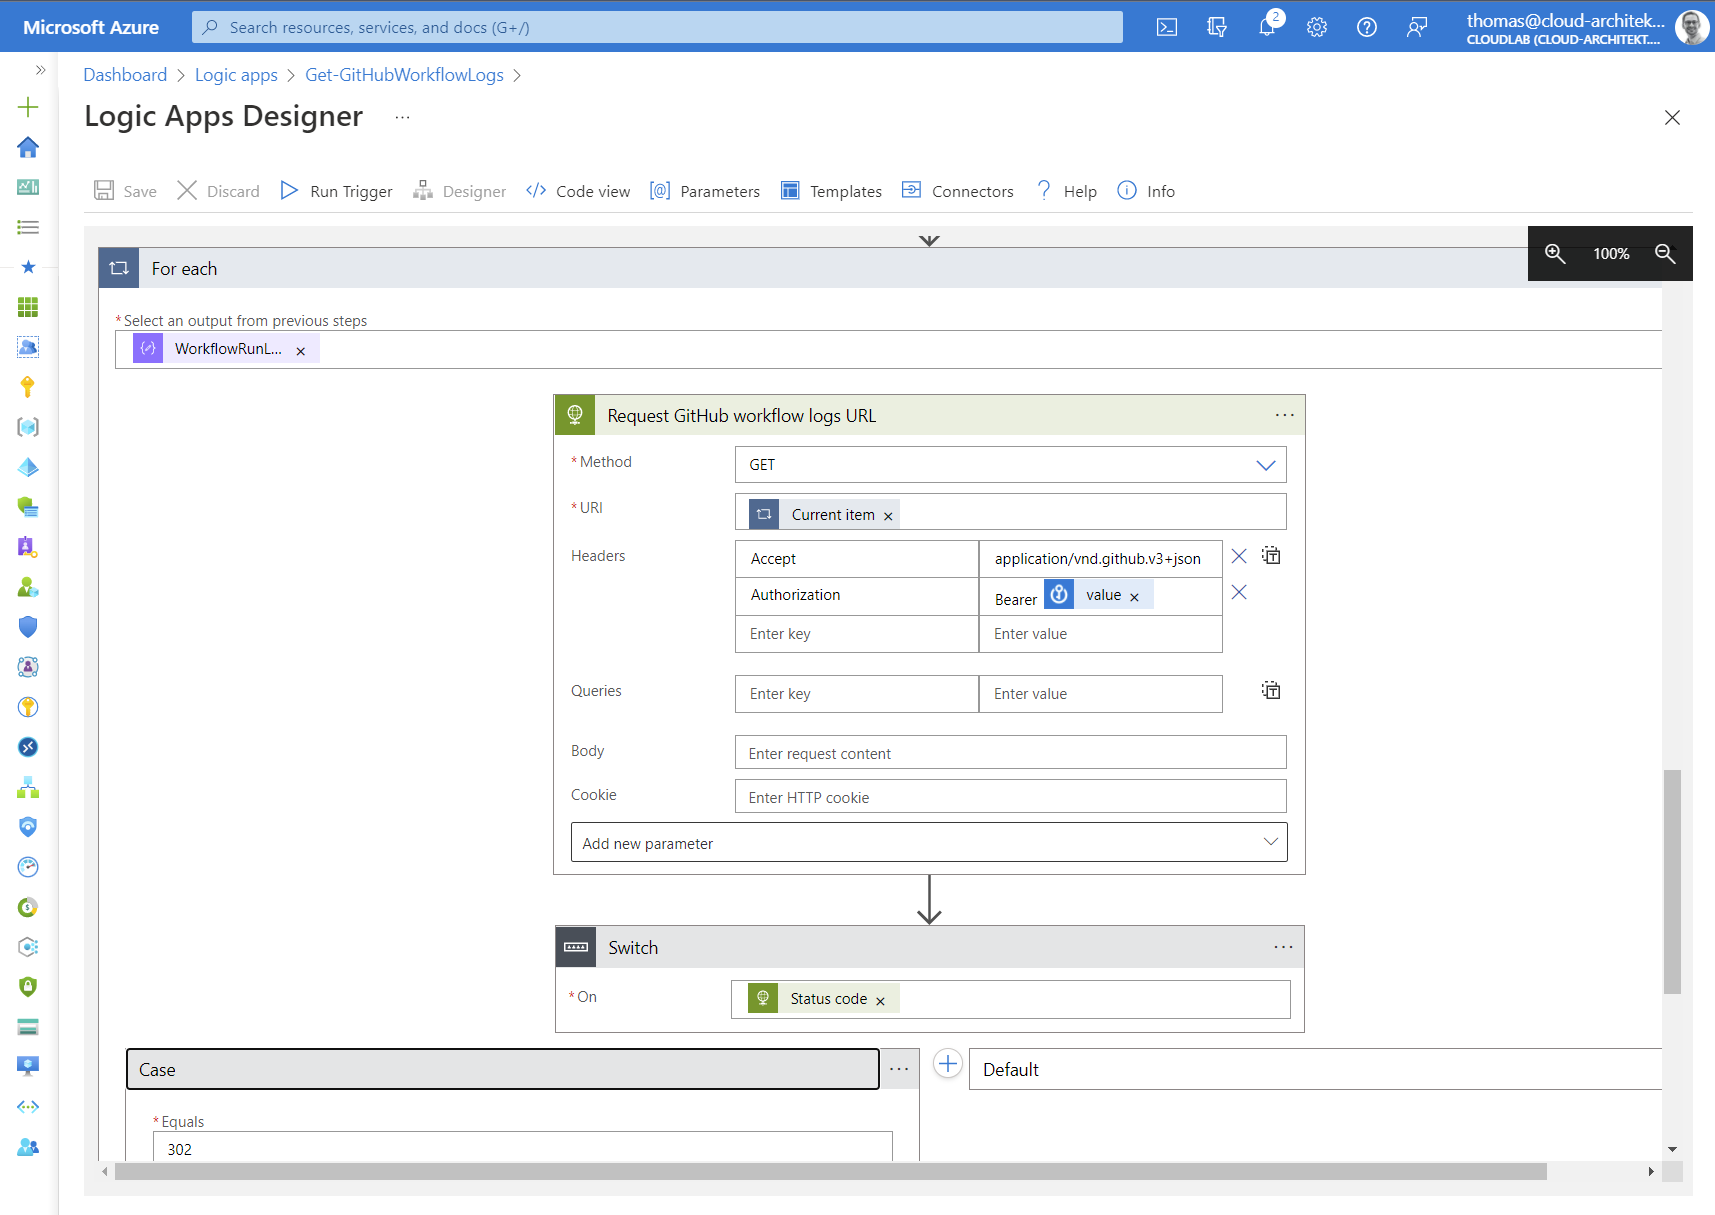 Microsoft Azure
Search resources, services, and docs (G+/)
2
thomas@cloud-architek...
CLOUDLAB (CLOUD-ARCHITEKT....
Dashboard > Logic apps > Get-GitHubWorkflowLogs >
Logic Apps Designer ...
Save Discard Run Trigger Designer Code view Parameters Templates Connectors Help Info
For each
100%
* Select an output from previous steps
WorkflowRunL... ×
Request GitHub workflow logs URL ...
* Method
GET
* URI
Current item ×
Headers
Accept application/vnd.github.v3+json
Authorization Bearer value ×
Enter key Enter value
Queries
Enter key Enter value
Body
Enter request content
Cookie
Enter HTTP cookie
Add new parameter
Switch ...
* On
Status code ×
Case ...
Default
* Equals
302